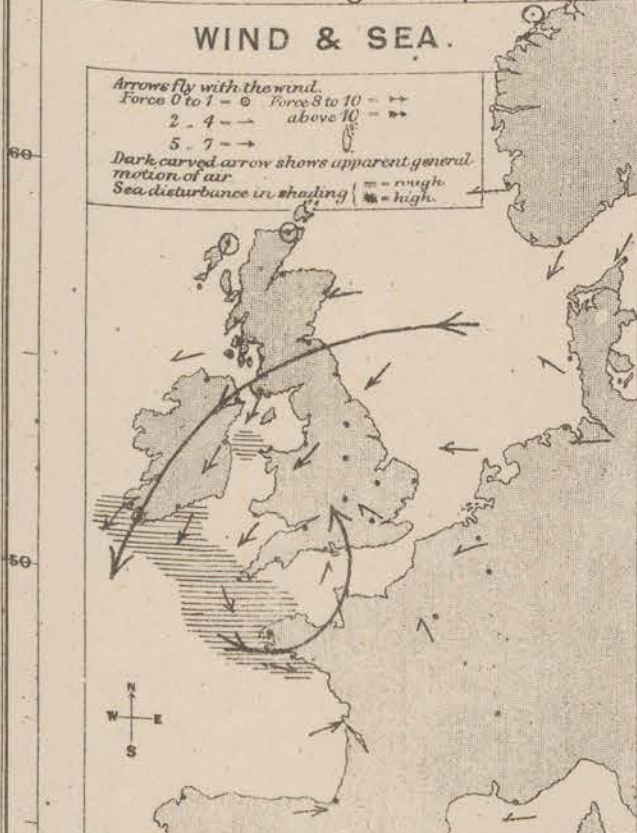 WIND & SEA.
Arrows fly with the wind.
Force 0 to 1 = Force 8 to 10 =
2 - 4 = above 10 =
5 - 7 =
Dark curved arrow shows apparent general
motion of air
Sea disturbance in shading { = rough
= high.
60
50
N
W E
S